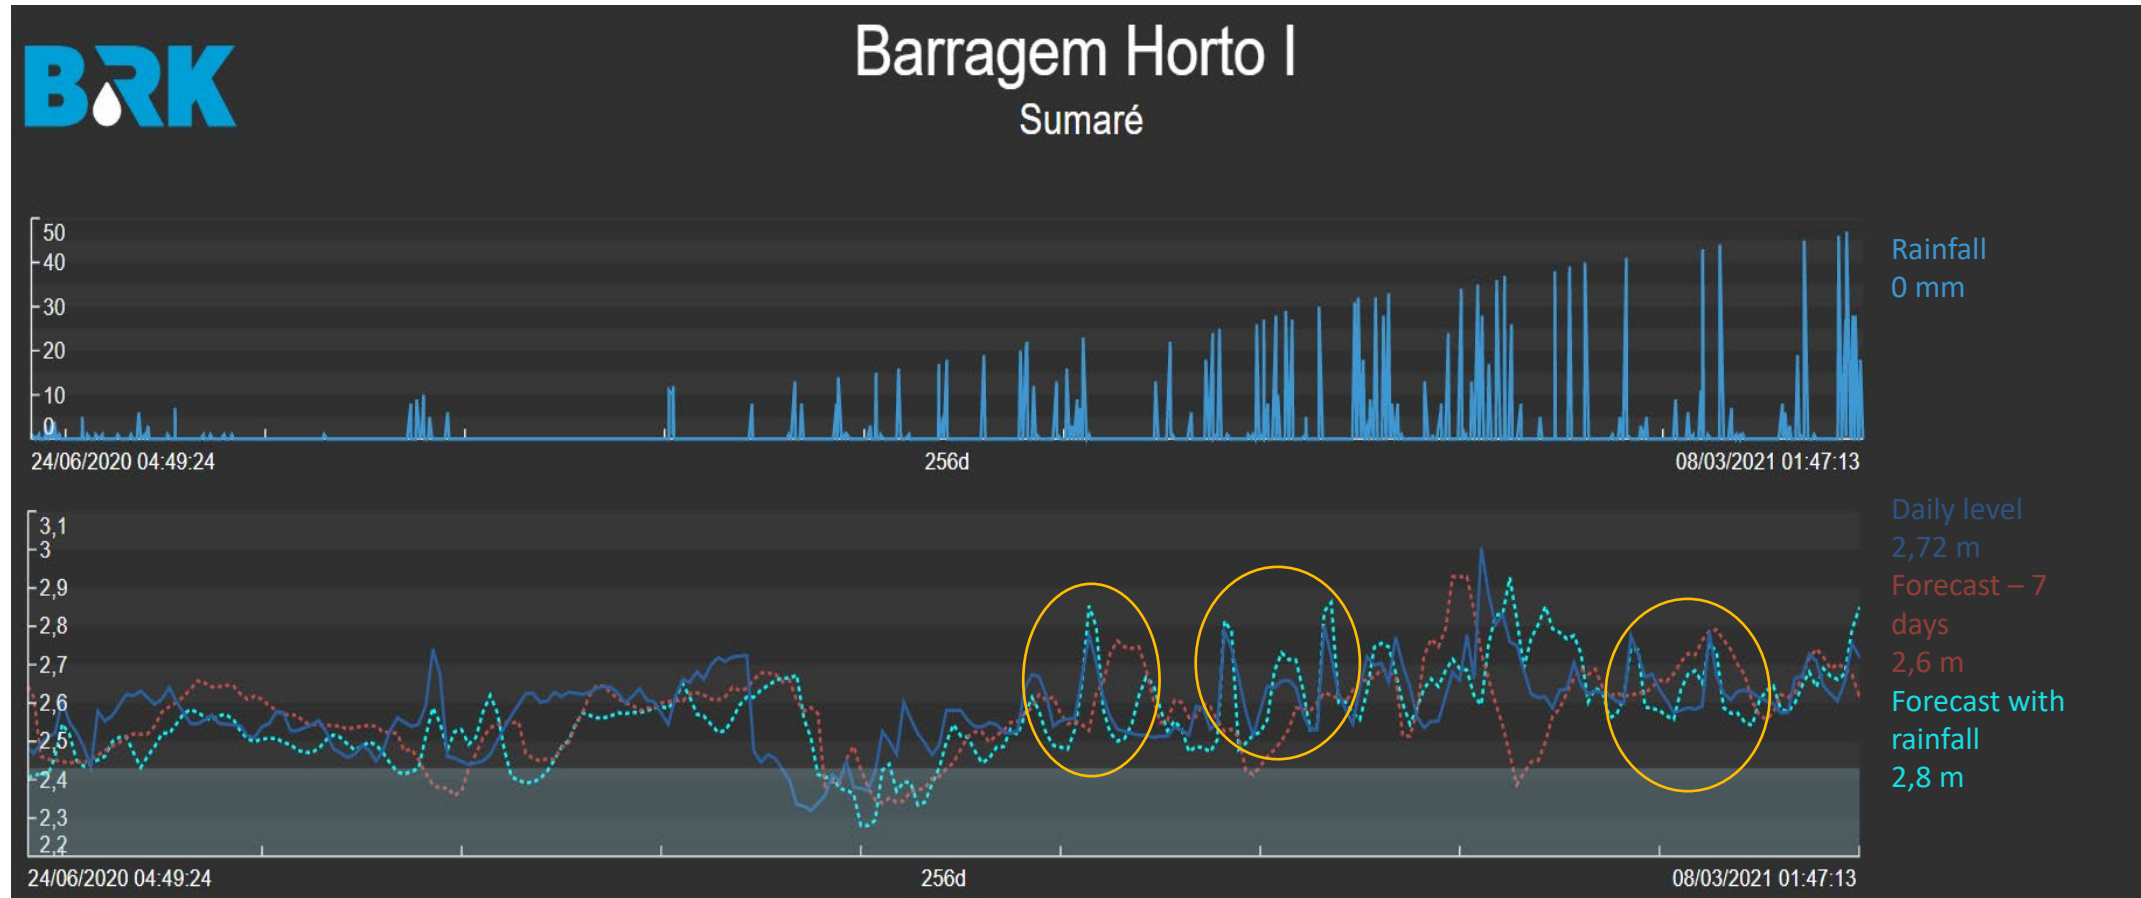 BRK
Barragem Horto I
Sumaré
50
40
30
20
10
0
24/06/2020 04:49:24
256d
08/03/2021 01:47:13
Rainfall
0 mm
3,1
3
2,9
2,8
2,7
2,6
2,5
2,4
2,3
2,2
24/06/2020 04:49:24
256d
08/03/2021 01:47:13
Daily level
2,72 m
Forecast – 7
days
2,6 m
Forecast with
rainfall
2,8 m